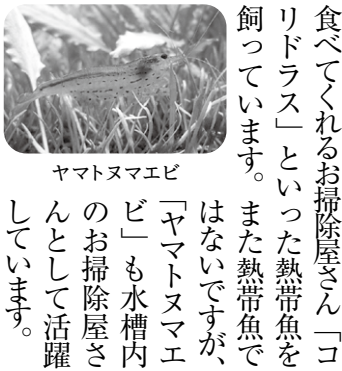 食べてくれるお掃除屋さん「コ
リドラス」といった熱帯魚を
飼っています。また熱帯魚で
はないですが、
「ヤマトヌマエ
ビ」も水槽内
のお掃除屋さ
んとして活躍
しています。
ヤマトヌマエビ